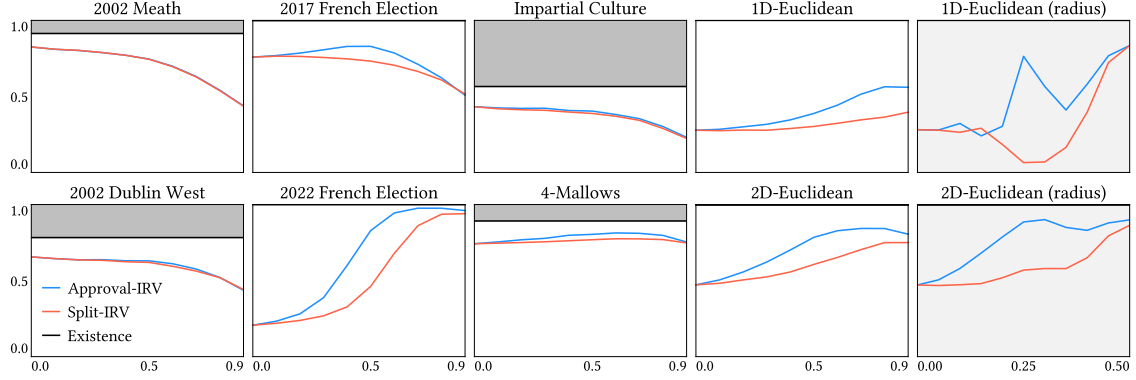 2002 Meath
2017 French Election
Impartial Culture
1D-Euclidean
1D-Euclidean (radius)
1.0
0.5
0.0
2002 Dublin West
2022 French Election
4-Mallows
2D-Euclidean
2D-Euclidean (radius)
1.0
0.5
0.0
Approval-IRV
Split-IRV
Existence
0.0 0.5 0.9
0.0 0.5 0.9
0.0 0.5 0.9
0.0 0.5 0.9
0.00 0.25 0.50